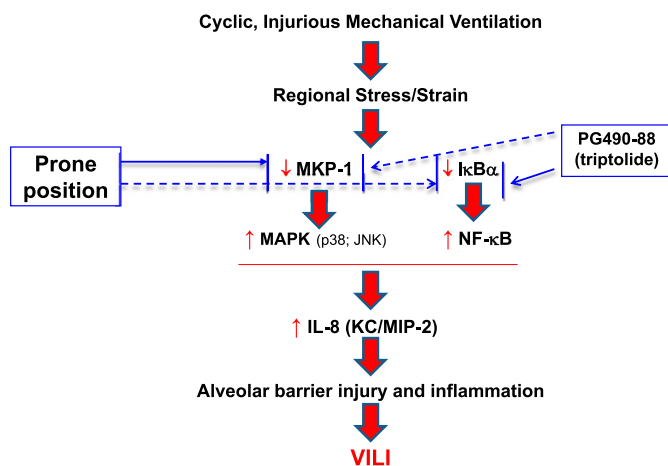 Cyclic, Injurious Mechanical Ventilation
Regional Stress/Strain
PG490-88
(triptolide)
Prone
position
↓ MKP-1
↓ IκBα
↑ MAPK (p38; JNK)
↑ NF-κB
↑ IL-8 (KC/MIP-2)
Alveolar barrier injury and inflammation
VILI